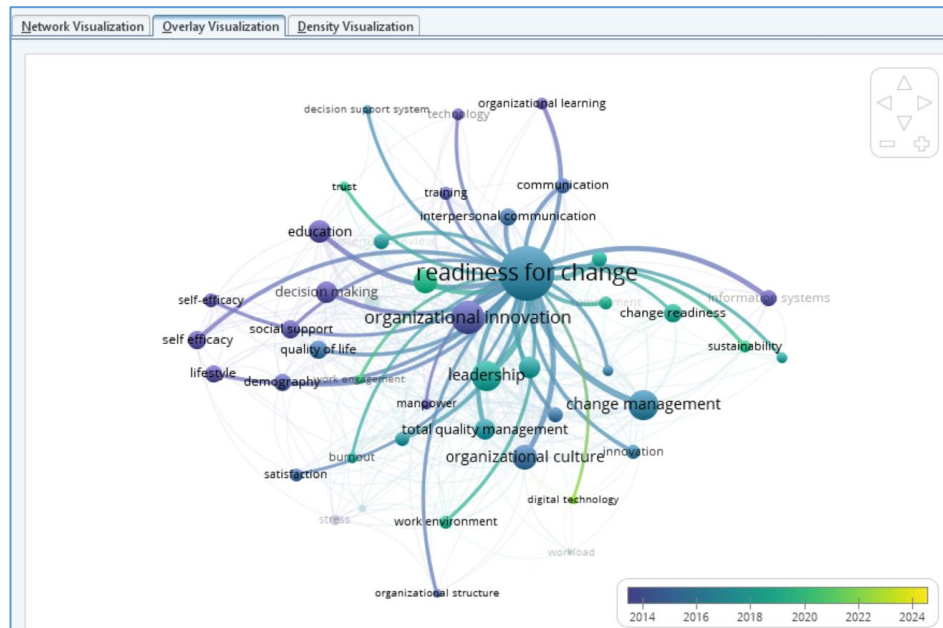 Network Visualization
Overlay Visualization
Density Visualization
organizational learning
decision support system
technology
communication
trust
training
interpersonal communication
education
readiness for change
decision making
information systems
self-efficacy
organizational innovation
change readiness
social support
self efficacy
quality of life
sustainability
lifestyle
demography
work engagement
leadership
manpower
change management
total quality management
organizational culture
innovation
burnout
satisfaction
digital technology
stress
work environment
workload
organizational structure
2014
2016
2018
2020
2022
2024